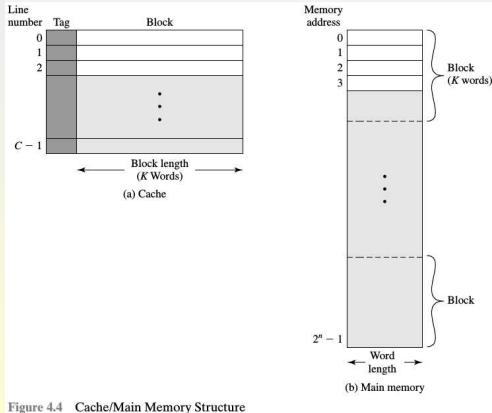 Line
number Tag Block
0
1
2
C – 1
Block length
(K Words)
(a) Cache
Memory
address
0
1
2
3
Block
(K words)
Block
2ⁿ – 1
Word
length
(b) Main memory
Figure 4.4 Cache/Main Memory Structure